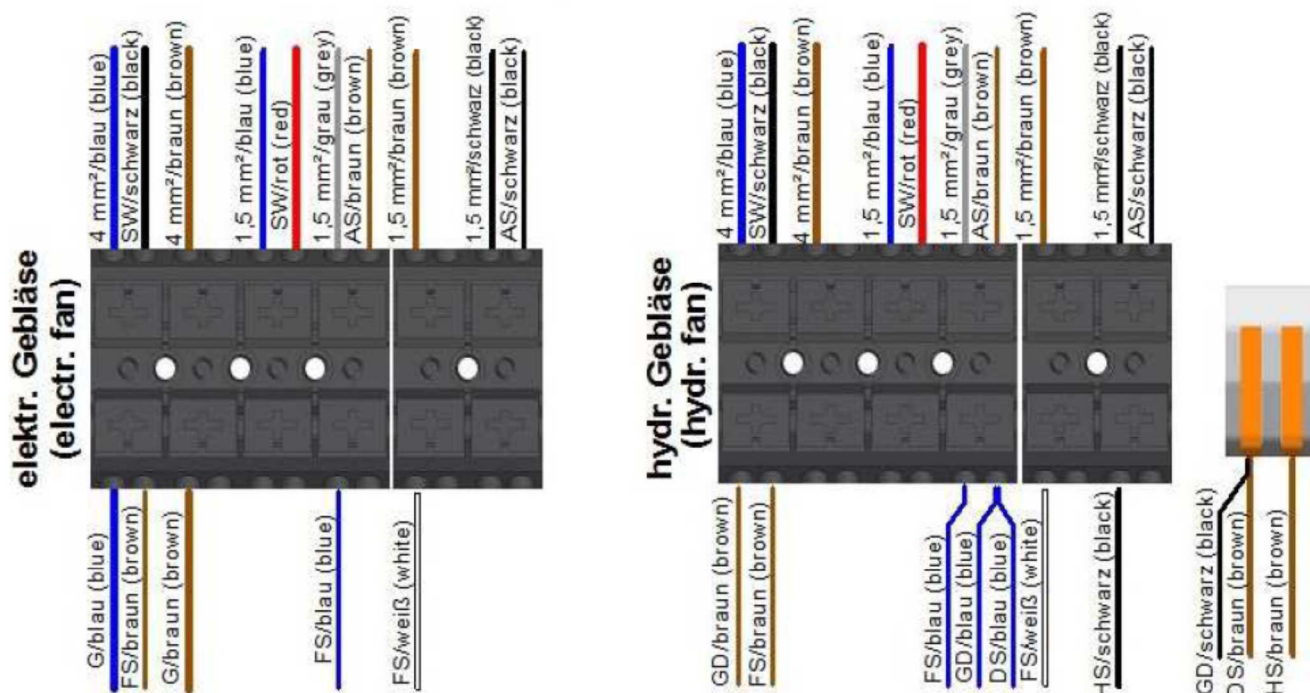 elektr. Gebläse
(electr. fan)
4 mm²/blau (blue)
SW/schwarz (black)
4 mm²/braun (brown)
1,5 mm²/blau (blue)
SW/rot (red)
1,5 mm²/grau (grey)
AS/braun (brown)
1,5 mm²/braun (brown)
1,5 mm²/schwarz (black)
AS/schwarz (black)
G/blau (blue)
FS/braun (brown)
G/braun (brown)
FS/blau (blue)
FS/weiß (white)
hydr. Gebläse
(hydr. fan)
4 mm²/blau (blue)
SW/schwarz (black)
4 mm²/braun (brown)
1,5 mm²/blau (blue)
SW/rot (red)
1,5 mm²/grau (grey)
AS/braun (brown)
1,5 mm²/braun (brown)
1,5 mm²/schwarz (black)
AS/schwarz (black)
GD/braun (brown)
FS/braun (brown)
FS/blau (blue)
GD/blau (blue)
DS/blau (blue)
FS/weiß (white)
HS/schwarz (black)
GD/schwarz (black)
DS/braun (brown)
HS/braun (brown)